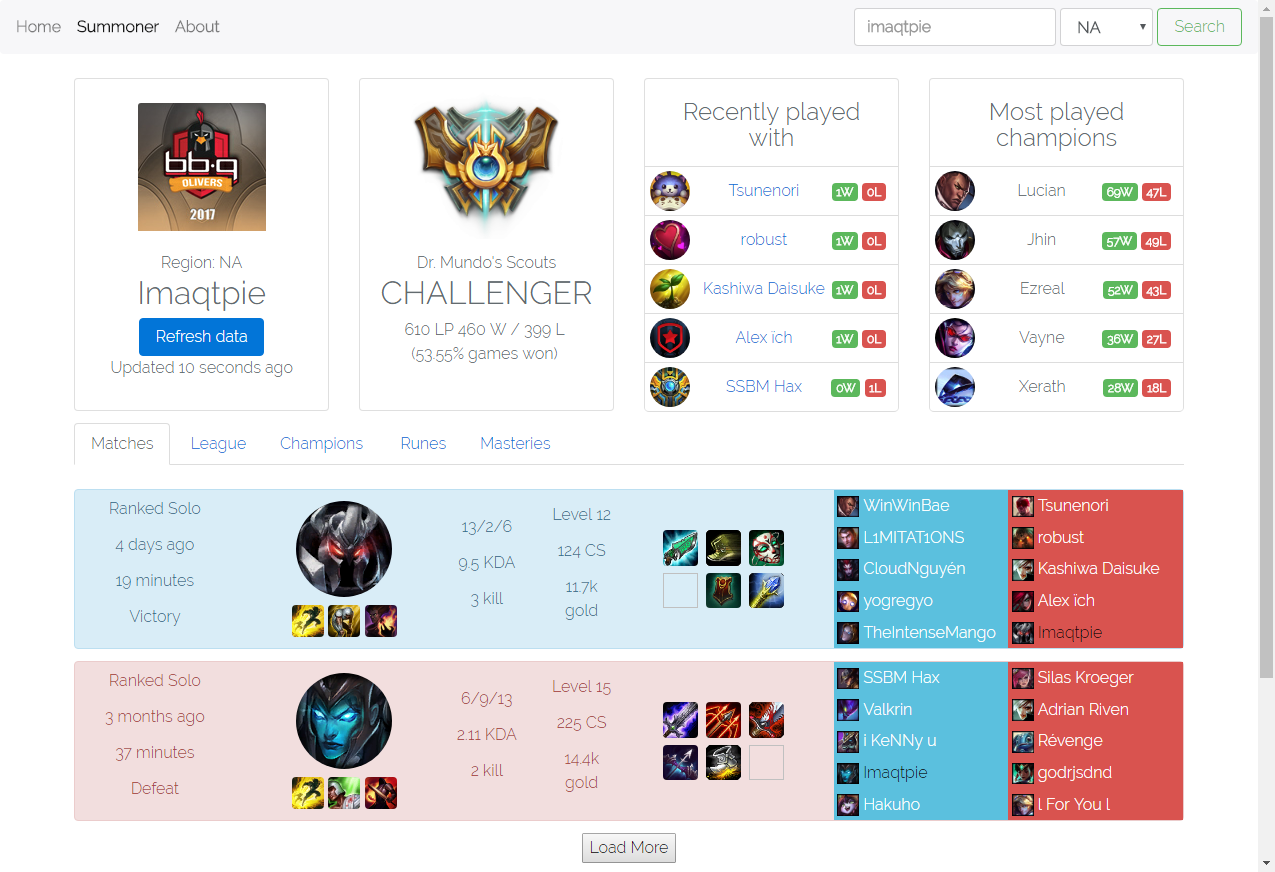 Home Summoner About imaqtpie NA Search
bb.q
OLIVERS
2017
Region: NA
Imaqtpie
Refresh data
Updated 10 seconds ago
Dr. Mundo's Scouts
CHALLENGER
610 LP 460 W / 399 L
(53.55% games won)
Recently played
with
Tsunenori 1W 0L
robust 1W 0L
Kashiwa Daisuke 1W 0L
Alex ïch 1W 0L
SSBM Hax 0W 1L
Most played
champions
Lucian 69W 47L
Jhin 57W 49L
Ezreal 52W 43L
Vayne 36W 27L
Xerath 28W 18L
Matches League Champions Runes Masteries
Ranked Solo
4 days ago
19 minutes
Victory
13/2/6
9.5 KDA
3 kill
Level 12
124 CS
11.7k
gold
WinWinBae
L1MITAT1ONS
CloudNguyén
yogregyo
TheIntenseMango
Tsunenori
robust
Kashiwa Daisuke
Alex ïch
Imaqtpie
Ranked Solo
3 months ago
37 minutes
Defeat
6/9/13
2.11 KDA
2 kill
Level 15
225 CS
14.4k
gold
SSBM Hax
Valkrin
i KeNNy u
Imaqtpie
Hakuho
Silas Kroeger
Adrian Riven
Révenge
godrjsdnd
l For You l
Load More